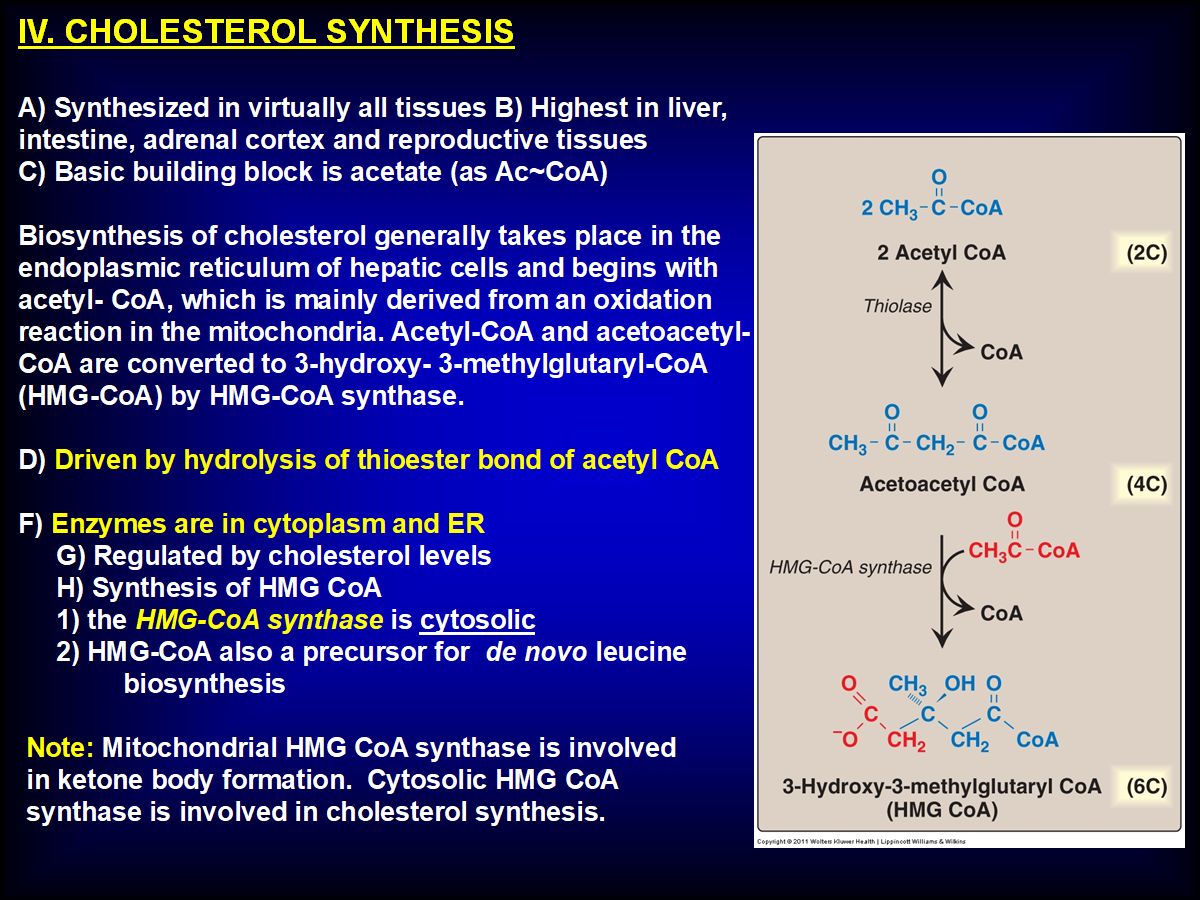 IV. CHOLESTEROL SYNTHESIS
A) Synthesized in virtually all tissues B) Highest in liver,
intestine, adrenal cortex and reproductive tissues
C) Basic building block is acetate (as Ac~CoA)
Biosynthesis of cholesterol generally takes place in the
endoplasmic reticulum of hepatic cells and begins with
acetyl- CoA, which is mainly derived from an oxidation
reaction in the mitochondria. Acetyl-CoA and acetoacetyl-
CoA are converted to 3-hydroxy- 3-methylglutaryl-CoA
(HMG-CoA) by HMG-CoA synthase.
D) Driven by hydrolysis of thioester bond of acetyl CoA
F) Enzymes are in cytoplasm and ER
G) Regulated by cholesterol levels
H) Synthesis of HMG CoA
1) the HMG-CoA synthase is cytosolic
2) HMG-CoA also a precursor for de novo leucine
biosynthesis
Note: Mitochondrial HMG CoA synthase is involved
in ketone body formation. Cytosolic HMG CoA
synthase is involved in cholesterol synthesis.
O
2 CH3-C-CoA
2 Acetyl CoA (2C)
Thiolase
CoA
O O
CH3-C-CH2-C-CoA
Acetoacetyl CoA (4C)
O
CH3C-CoA
HMG-CoA synthase
CoA
O CH3 OH O
C C C
−O CH2 CH2 CoA
3-Hydroxy-3-methylglutaryl CoA (6C)
(HMG CoA)
Copyright © 2011 Wolters Kluwer Health | Lippincott Williams & Wilkins